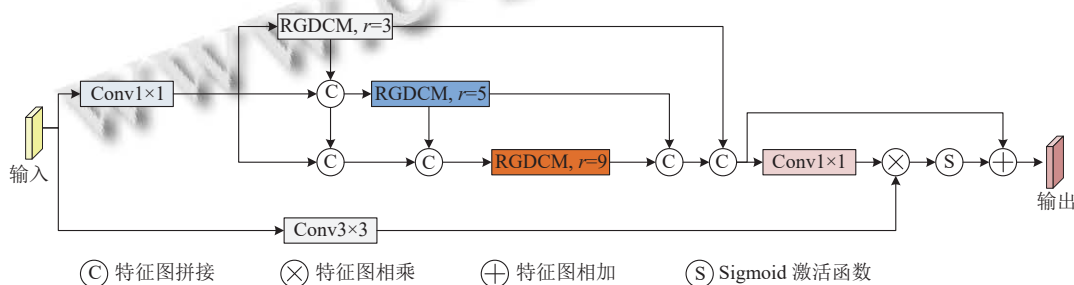 RGDCM, r=3
Conv1×1
C
RGDCM, r=5
输入
C
C
RGDCM, r=9
C
C
Conv1×1
×
S
+
输出
Conv3×3
C 特征图拼接
× 特征图相乘
+ 特征图相加
S Sigmoid 激活函数